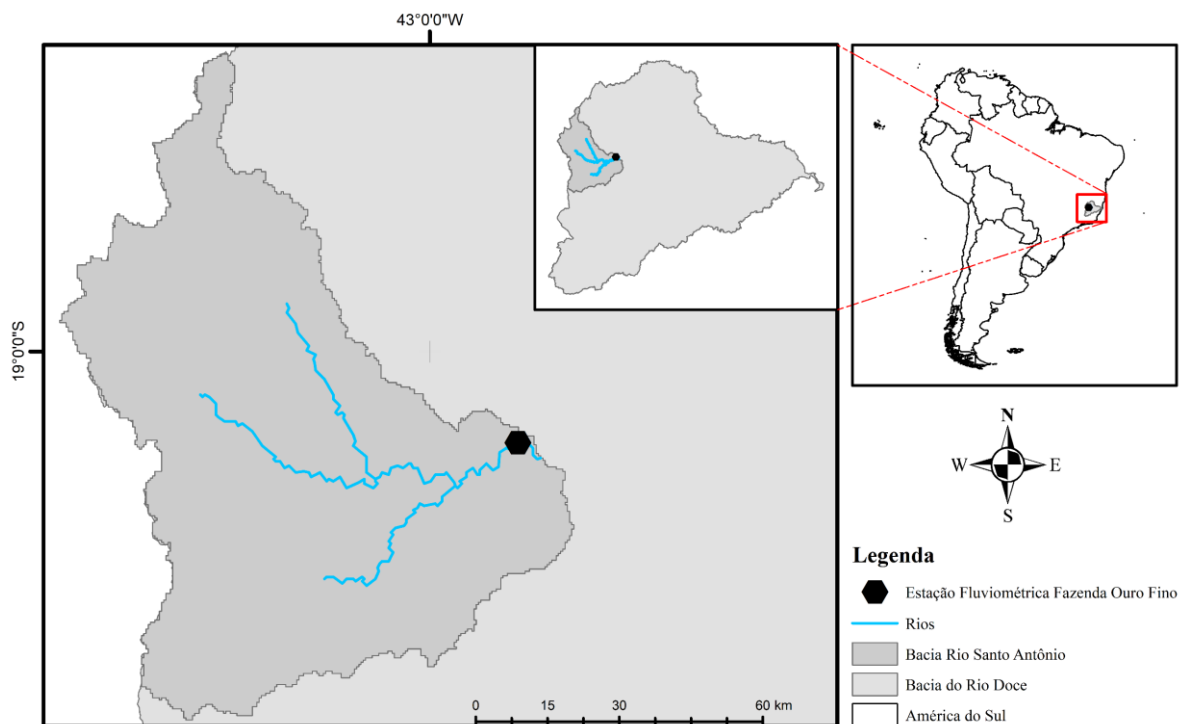 43°0'0"W
19°0'0"S
0 15 30 60 km
N
W E
S
Legenda
Estação Fluviométrica Fazenda Ouro Fino
Rios
Bacia Rio Santo Antônio
Bacia do Rio Doce
América do Sul